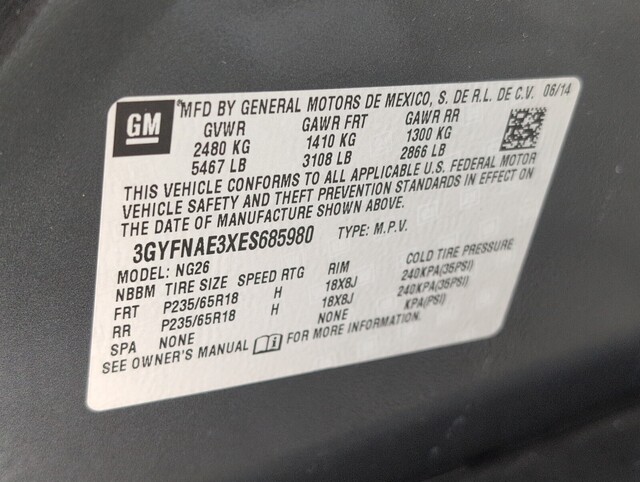 GM
MFD BY GENERAL MOTORS DE MEXICO, S. DE R.L. DE C.V. 06/14
GVWR GAWR FRT GAWR RR
2480 KG 1410 KG 1300 KG
5467 LB 3108 LB 2866 LB
THIS VEHICLE CONFORMS TO ALL APPLICABLE U.S. FEDERAL MOTOR
VEHICLE SAFETY AND THEFT PREVENTION STANDARDS IN EFFECT ON
THE DATE OF MANUFACTURE SHOWN ABOVE.
3GYFNAE3XES685980 TYPE: M.P.V.
MODEL: NG26
NBBM TIRE SIZE SPEED RTG RIM COLD TIRE PRESSURE
FRT P235/65R18 H 18X8J 240KPA(35PSI)
RR P235/65R18 H 18X8J 240KPA(35PSI)
SPA NONE NONE KPA(PSI)
SEE OWNER'S MANUAL FOR MORE INFORMATION.